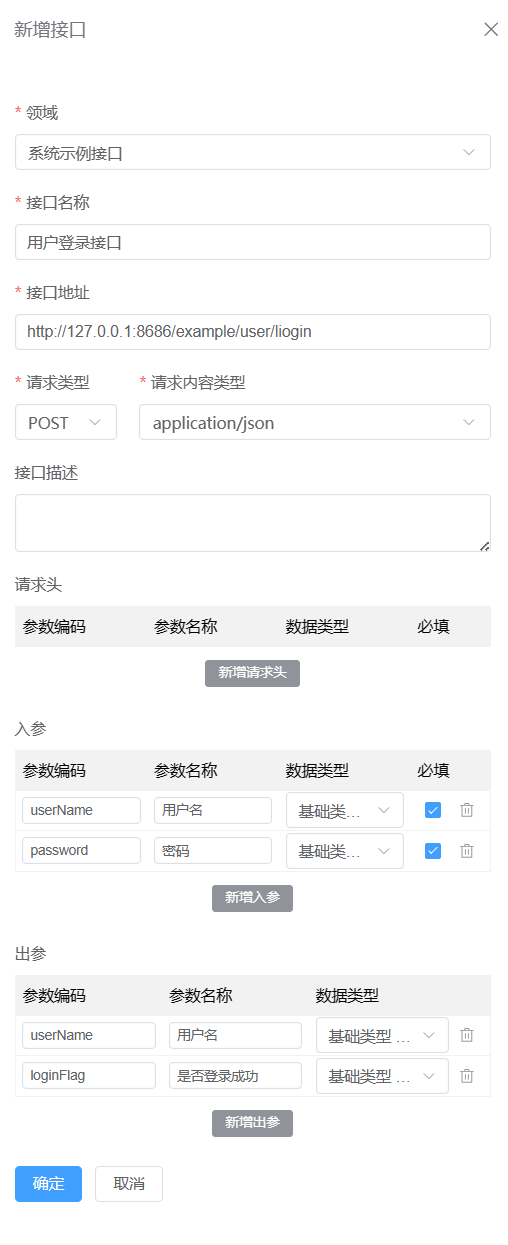 新增接口
* 领域
系统示例接口
* 接口名称
用户登录接口
* 接口地址
http://127.0.0.1:8686/example/user/liogin
* 请求类型 * 请求内容类型
POST application/json
接口描述
请求头
参数编码 参数名称 数据类型 必填
新增请求头
入参
参数编码 参数名称 数据类型 必填
userName 用户名 基础类...
password 密码 基础类...
新增入参
出参
参数编码 参数名称 数据类型
userName 用户名 基础类型 ...
loginFlag 是否登录成功 基础类型 ...
新增出参
确定 取消